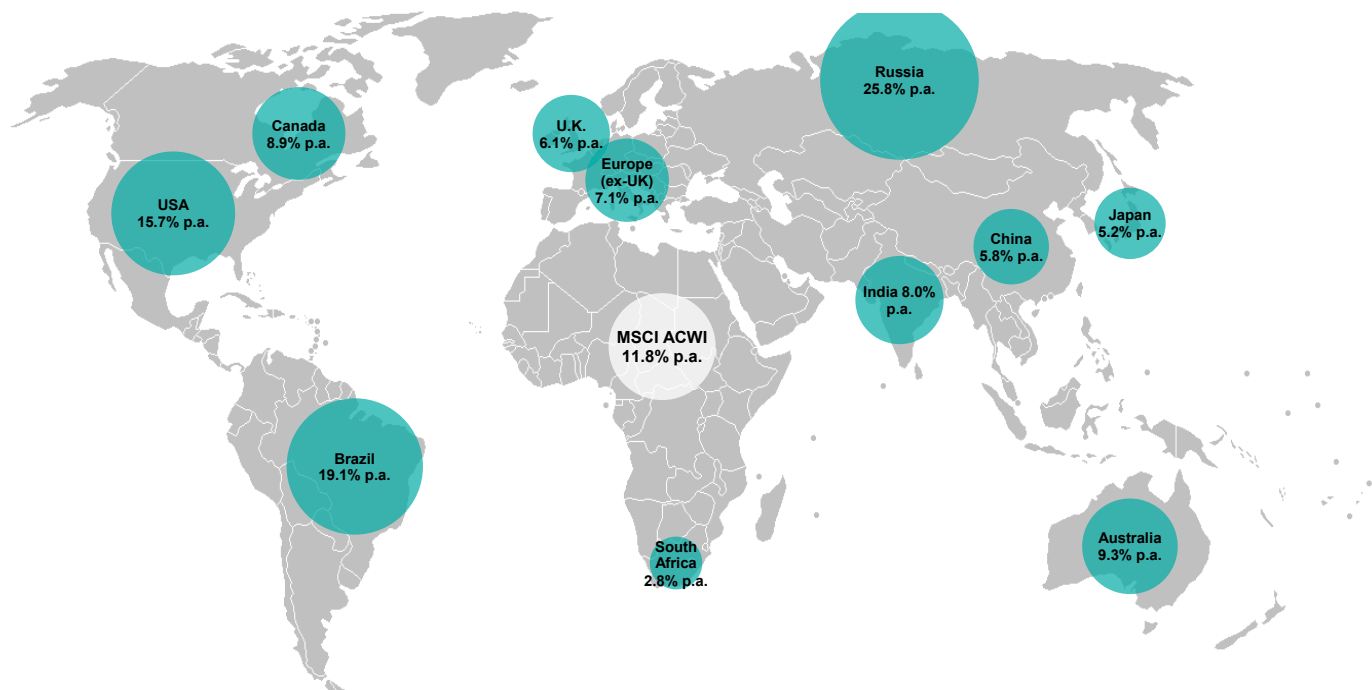 Russia
25.8% p.a.
Canada
8.9% p.a.
U.K.
6.1% p.a.
Europe
(ex-UK)
7.1% p.a.
USA
15.7% p.a.
Japan
5.2% p.a.
China
5.8% p.a.
India 8.0%
p.a.
MSCI ACWI
11.8% p.a.
Brazil
19.1% p.a.
South
Africa
2.8% p.a.
Australia
9.3% p.a.